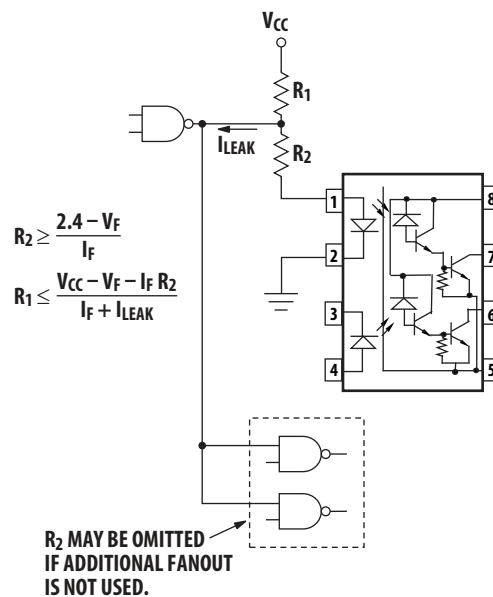 VCC
R1
ILEAK
R2
R2 ≥ 2.4 – VF / IF
R1 ≤ VCC – VF – IF R2 / IF + ILEAK
1
2
3
4
8
7
6
5
R2 MAY BE OMITTED
IF ADDITIONAL FANOUT
IS NOT USED.